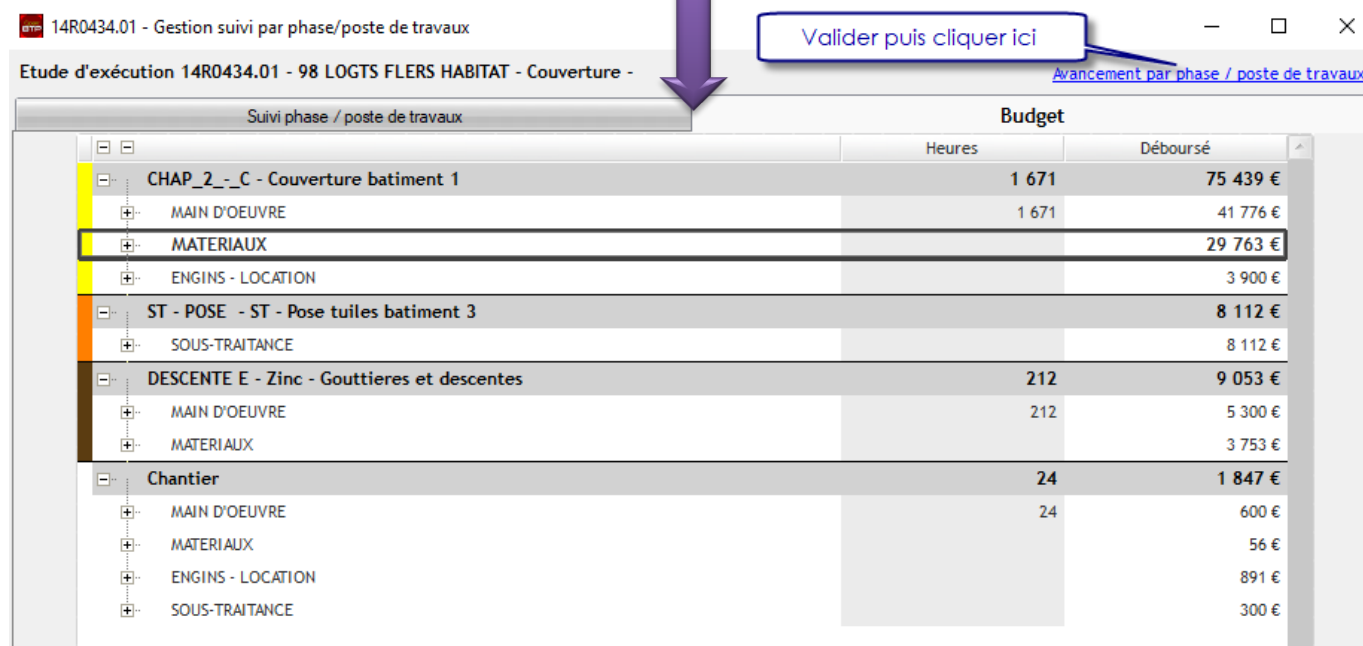 14R0434.01 - Gestion suivi par phase/poste de travaux
Valider puis cliquer ici
Etude d'exécution 14R0434.01 - 98 LOGTS FLERS HABITAT - Couverture -
Avancement par phase / poste de travaux
Suivi phase / poste de travaux Budget
Heures Déboursé
CHAP_2_-_C - Couverture batiment 1 1 671 75 439 €
MAIN D'OEUVRE 1 671 41 776 €
MATERIAUX 29 763 €
ENGINS - LOCATION 3 900 €
ST - POSE - ST - Pose tuiles batiment 3 8 112 €
SOUS-TRAITANCE 8 112 €
DESCENTE E - Zinc - Gouttieres et descentes 212 9 053 €
MAIN D'OEUVRE 212 5 300 €
MATERIAUX 3 753 €
Chantier 24 1 847 €
MAIN D'OEUVRE 24 600 €
MATERIAUX 56 €
ENGINS - LOCATION 891 €
SOUS-TRAITANCE 300 €